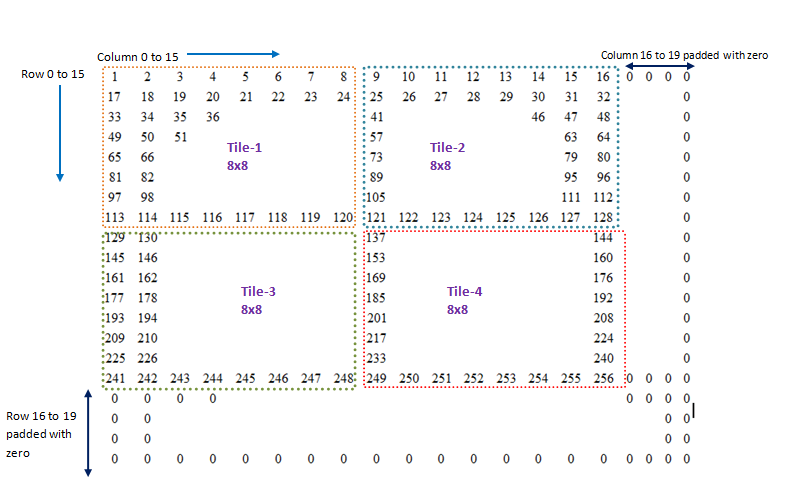 Column 0 to 15
Column 16 to 19 padded with zero
Row 0 to 15
1 2 3 4 5 6 7 8 9 10 11 12 13 14 15 16 0 0 0 0
17 18 19 20 21 22 23 24 25 26 27 28 29 30 31 32 0
33 34 35 36 41 46 47 48 0
49 50 51 57 63 64 0
Tile-1 Tile-2
8x8 8x8
65 66 73 79 80 0
81 82 89 95 96 0
97 98 105 111 112 0
113 114 115 116 117 118 119 120 121 122 123 124 125 126 127 128 0
129 130 137 144 0
145 146 153 160 0
161 162 169 176 0
Tile-3 Tile-4
8x8 8x8
177 178 185 192 0
193 194 201 208 0
209 210 217 224 0
225 226 233 240 0
241 242 243 244 245 246 247 248 249 250 251 252 253 254 255 256 0 0 0 0
0 0 0 0 0 0 0 0
Row 16 to 19
padded with
zero
0 0 0 0
0 0 0 0
0 0 0 0 0 0 0 0 0 0 0 0 0 0 0 0 0 0 0 0